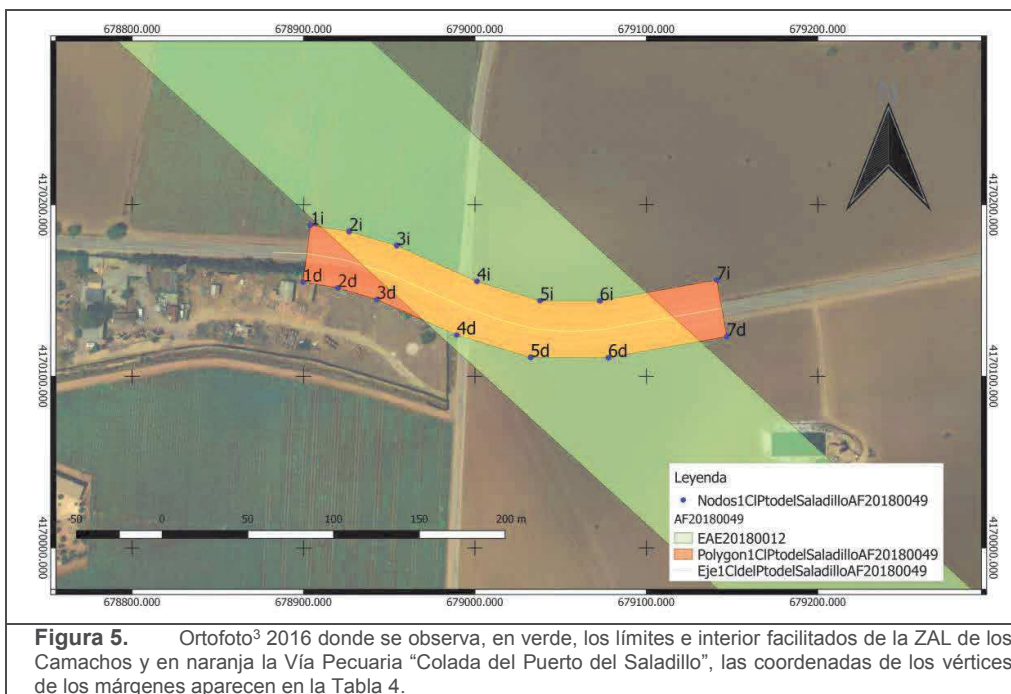 678800.000 678900.000 679000.000 679100.000 679200.000
4170200.000 4170200.000
4170100.000 4170100.000
4170000.000 4170000.000
1i
2i
3i
4i
5i
6i
7i
1d
2d
3d
4d
5d
6d
7d
-50 0 50 100 150 200 m
Leyenda
Nodos1ClPtodelSaladilloAF20180049
AF20180049
EAE20180012
Polygon1ClPtodelSaladilloAF20180049
Eje1CldelPtodelSaladilloAF20180049
678800.000 678900.000 679000.000 679100.000 679200.000
Figura 5. Ortofoto³ 2016 donde se observa, en verde, los límites e interior facilitados de la ZAL de los
Camachos y en naranja la Vía Pecuaria “Colada del Puerto del Saladillo”, las coordenadas de los vértices
de los márgenes aparecen en la Tabla 4.